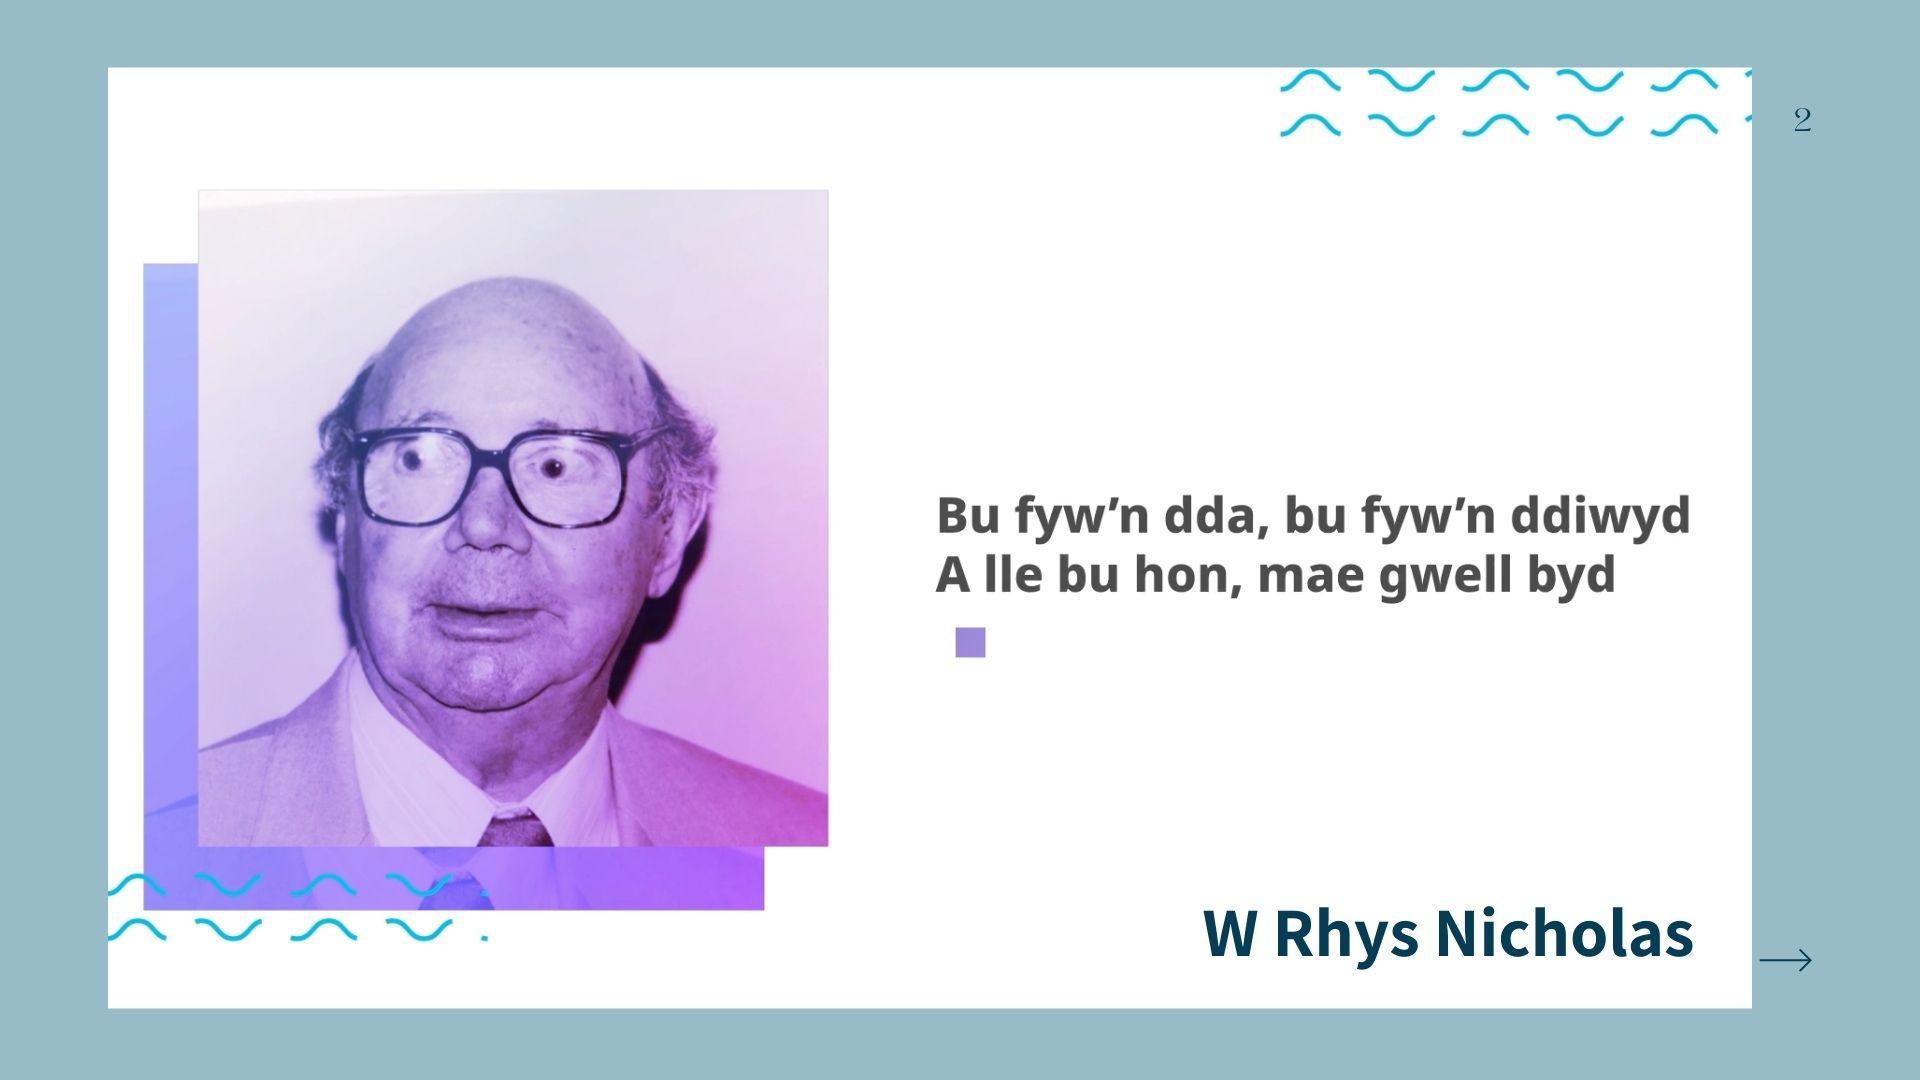 2
Bu fyw’n dda, bu fyw’n ddiwyd
A lle bu hon, mae gwell byd
W Rhys Nicholas